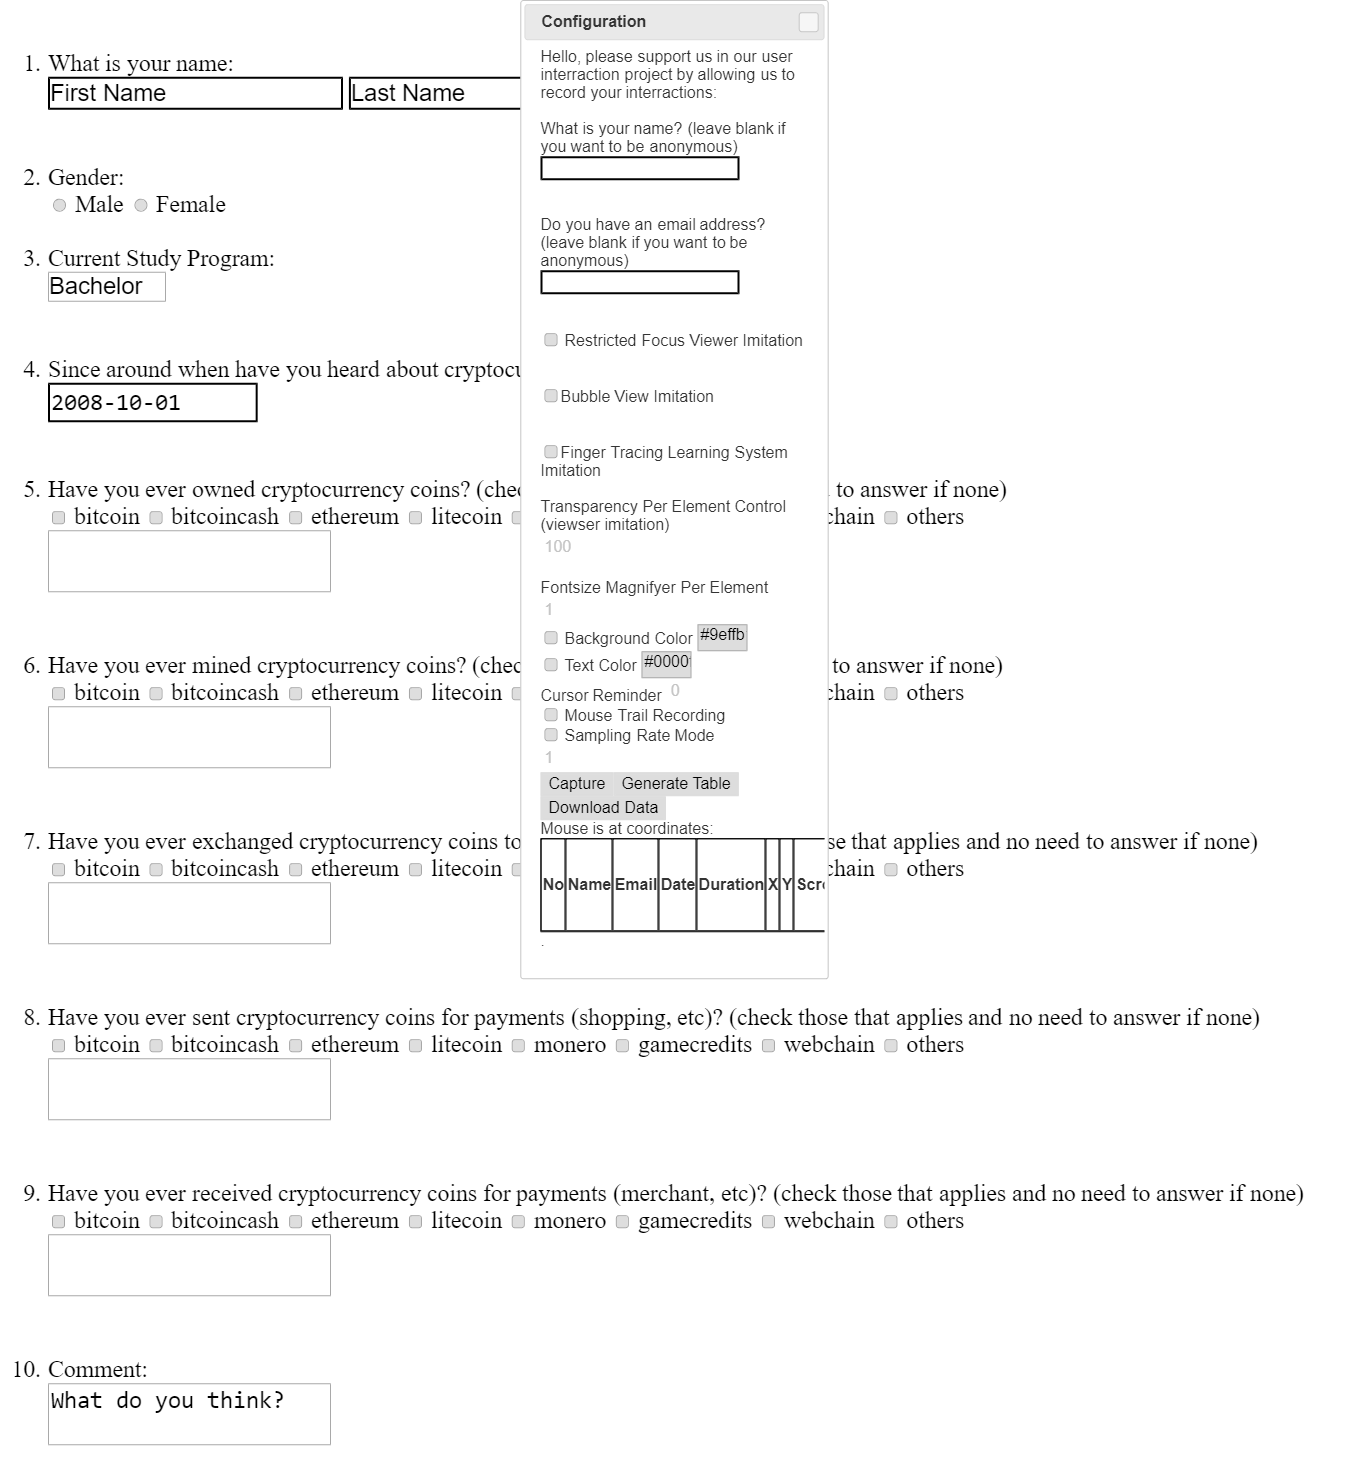 1. What is your name:
First Name Last Name
2. Gender:
Male Female
3. Current Study Program:
Bachelor
4. Since around when have you heard about cryptocu
2008-10-01
5. Have you ever owned cryptocurrency coins? (chec to answer if none)
bitcoin bitcoincash ethereum litecoin chain others
6. Have you ever mined cryptocurrency coins? (chec to answer if none)
bitcoin bitcoincash ethereum litecoin chain others
7. Have you ever exchanged cryptocurrency coins to se that applies and no need to answer if none)
bitcoin bitcoincash ethereum litecoin chain others
8. Have you ever sent cryptocurrency coins for payments (shopping, etc)? (check those that applies and no need to answer if none)
bitcoin bitcoincash ethereum litecoin monero gamecredits webchain others
9. Have you ever received cryptocurrency coins for payments (merchant, etc)? (check those that applies and no need to answer if none)
bitcoin bitcoincash ethereum litecoin monero gamecredits webchain others
10. Comment:
What do you think?
Configuration
Hello, please support us in our user
interraction project by allowing us to
record your interractions:
What is your name? (leave blank if
you want to be anonymous)
Do you have an email address?
(leave blank if you want to be
anonymous)
Restricted Focus Viewer Imitation
Bubble View Imitation
Finger Tracing Learning System
Imitation
Transparency Per Element Control
(viewser imitation)
100
Fontsize Magnifyer Per Element
1
Background Color #9effb
Text Color #0000
Cursor Reminder 0
Mouse Trail Recording
Sampling Rate Mode
1
Capture Generate Table
Download Data
Mouse is at coordinates:
No Name Email Date Duration X Y Scr
.